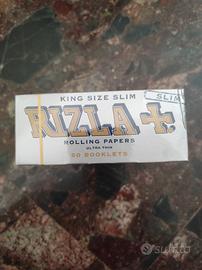 KING SIZE SLIM
SLIM
RIZLA+.
ROLLING PAPERS
ULTRA THIN
50 BOOKLETS
subito